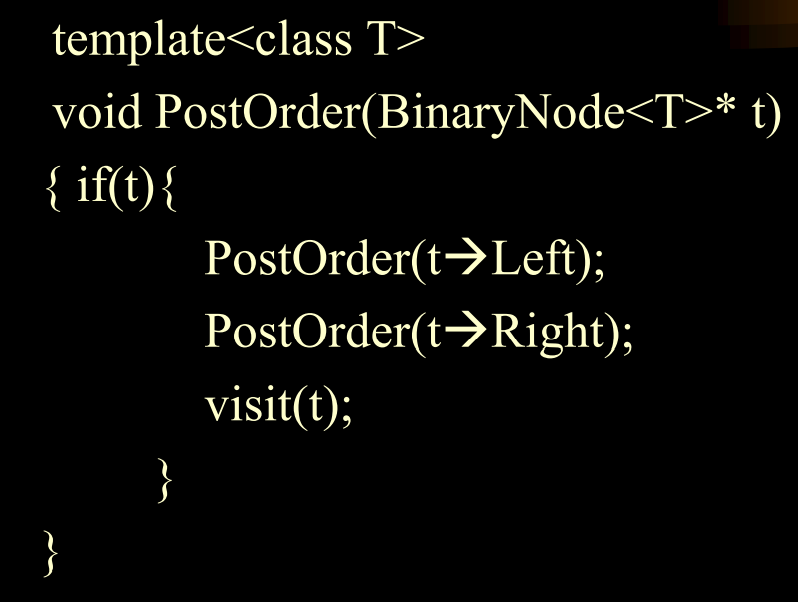 template<class T>
void PostOrder(BinaryNode<T>* t)
{ if(t){
PostOrder(t→Left);
PostOrder(t→Right);
visit(t);
}
}